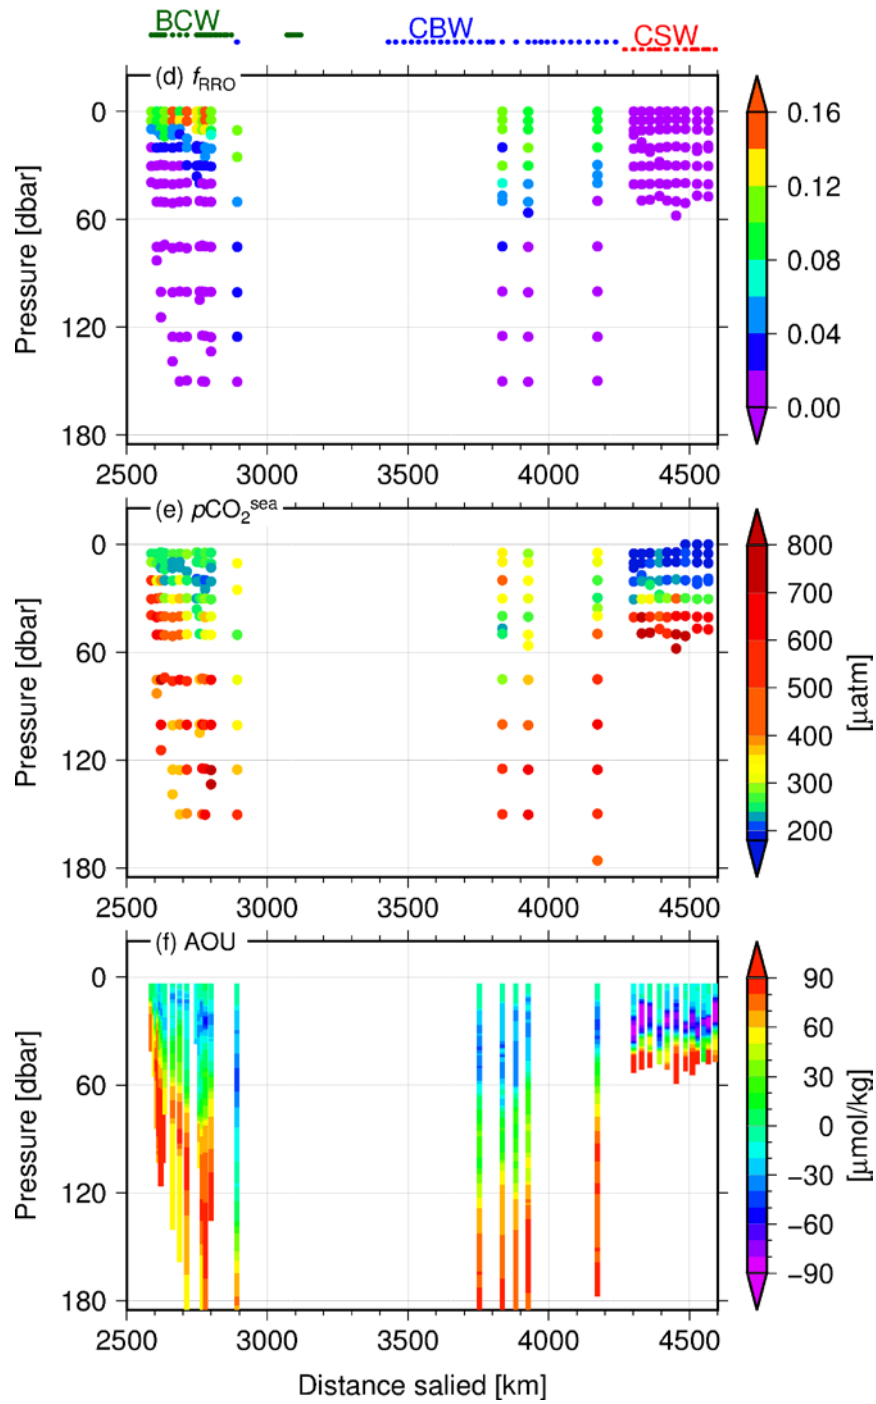 BCW
CBW
CSW
(d) fRRO
0
60
120
180
Pressure [dbar]
2500 3000 3500 4000 4500
0.16
0.12
0.08
0.04
0.00
(e) pCO2sea
0
60
120
180
Pressure [dbar]
2500 3000 3500 4000 4500
800
700
600
500
400
300
200
[μatm]
(f) AOU
0
60
120
180
Pressure [dbar]
2500 3000 3500 4000 4500
90
60
30
0
−30
−60
−90
[μmol/kg]
Distance salied [km]